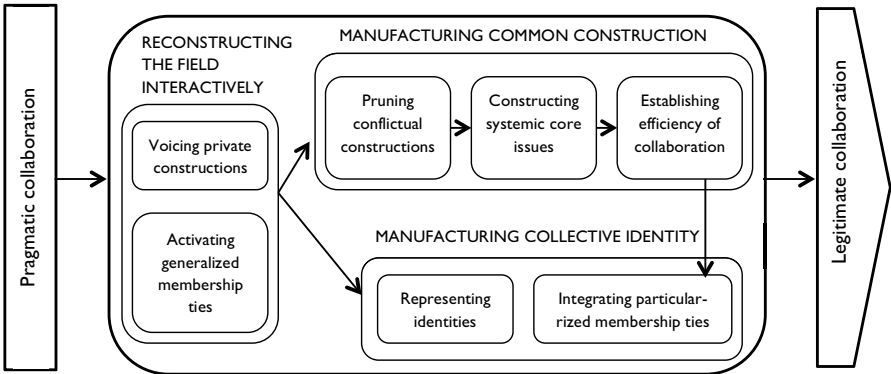 Pragmatic collaboration
RECONSTRUCTING
THE FIELD
INTERACTIVELY
Voicing private
constructions
Activating
generalized
membership
ties
MANUFACTURING COMMON CONSTRUCTION
Pruning
conflictual
constructions
Constructing
systemic core
issues
Establishing
efficiency of
collaboration
MANUFACTURING COLLECTIVE IDENTITY
Representing
identities
Integrating particular-
rized membership ties
Legitimate collaboration